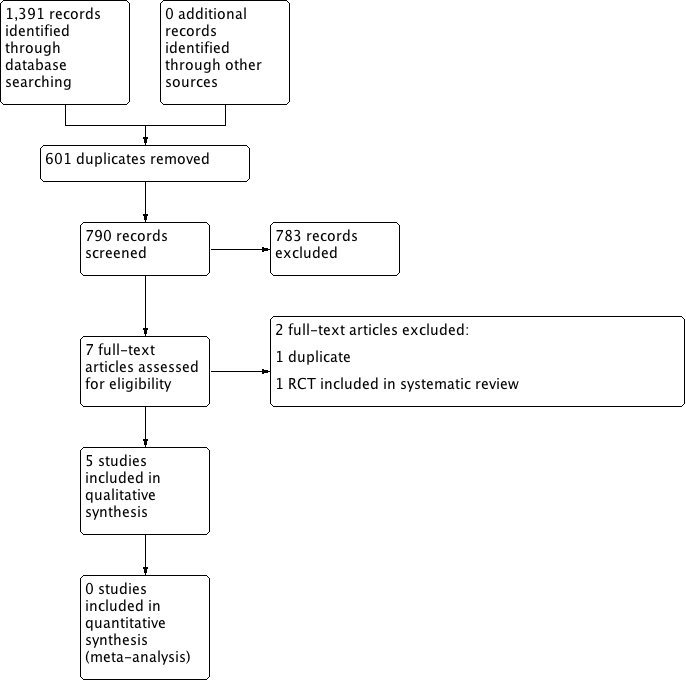 1,391 records
identified
through
database
searching
0 additional
records
identified
through other
sources
601 duplicates removed
790 records
screened
783 records
excluded
7 full-text
articles assessed
for eligibility
2 full-text articles excluded:
1 duplicate
1 RCT included in systematic review
5 studies
included in
qualitative
synthesis
0 studies
included in
quantitative
synthesis
(meta-analysis)